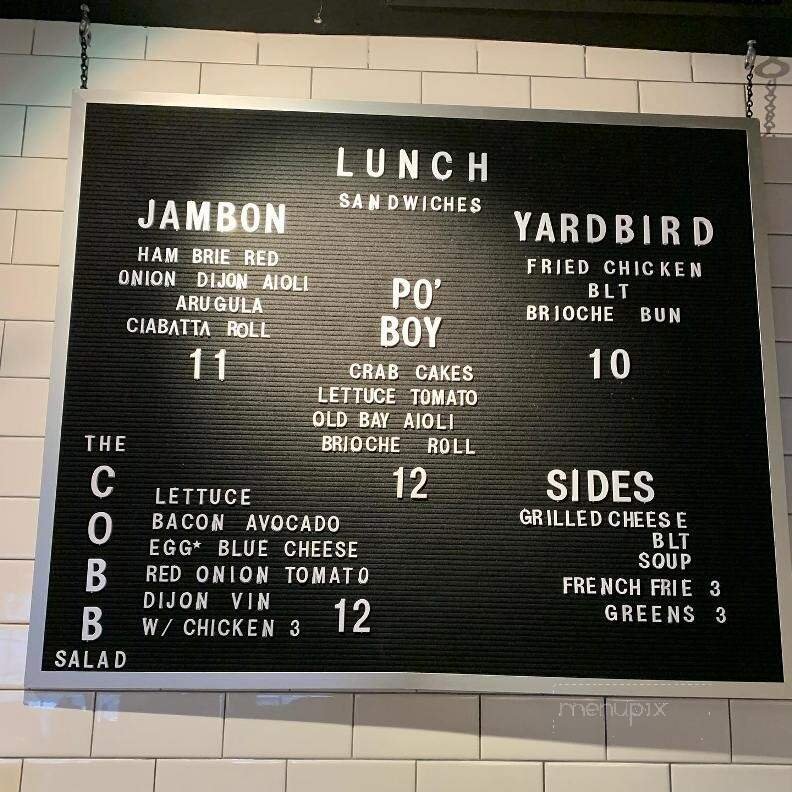 LUNCH
SANDWICHES
JAMBON
HAM BRIE RED
ONION DIJON AIOLI
ARUGULA
CIABATTA ROLL
11
PO'
BOY
CRAB CAKES
LETTUCE TOMATO
OLD BAY AIOLI
BRIOCHE ROLL
12
YARDBIRD
FRIED CHICKEN
BLT
BRIOCHE BUN
10
THE
COBB
SALAD
LETTUCE
BACON AVOCADO
EGG* BLUE CHEESE
RED ONION TOMATO
DIJON VIN
W/ CHICKEN 3
12
SIDES
GRILLED CHEESE
BLT
SOUP
FRENCH FRIE 3
GREENS 3
menupix